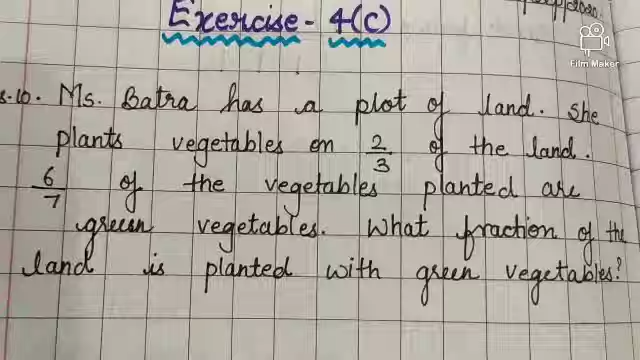 Exercise - 4(c)
Film Maker
Ms. Batra has a plot of land. She
plants vegetables on 2/3 of the land.
6/7 of the vegetables planted are
green vegetables. What fraction of the
land is planted with green vegetables?